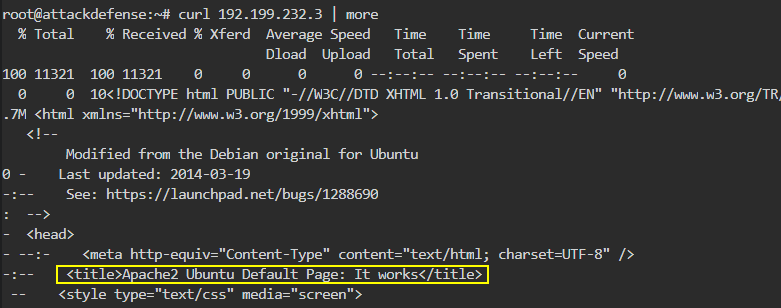 root@attackdefense:~# curl 192.199.232.3 | more
% Total % Received % Xferd Average Speed Time Time Time Current
Dload Upload Total Spent Left Speed
100 11321 100 11321 0 0 0 0 --:--:-- --:--:-- --:--:-- 0
0 0 10<!DOCTYPE html PUBLIC "-//W3C//DTD XHTML 1.0 Transitional//EN" "http://www.w3.org/TR/
.7M <html xmlns="http://www.w3.org/1999/xhtml">
<!--
Modified from the Debian original for Ubuntu
0 - Last updated: 2014-03-19
-:-- See: https://launchpad.net/bugs/1288690
: -->
- <head>
- --:- <meta http-equiv="Content-Type" content="text/html; charset=UTF-8" />
-:-- <title>Apache2 Ubuntu Default Page: It works</title>
-- <style type="text/css" media="screen">